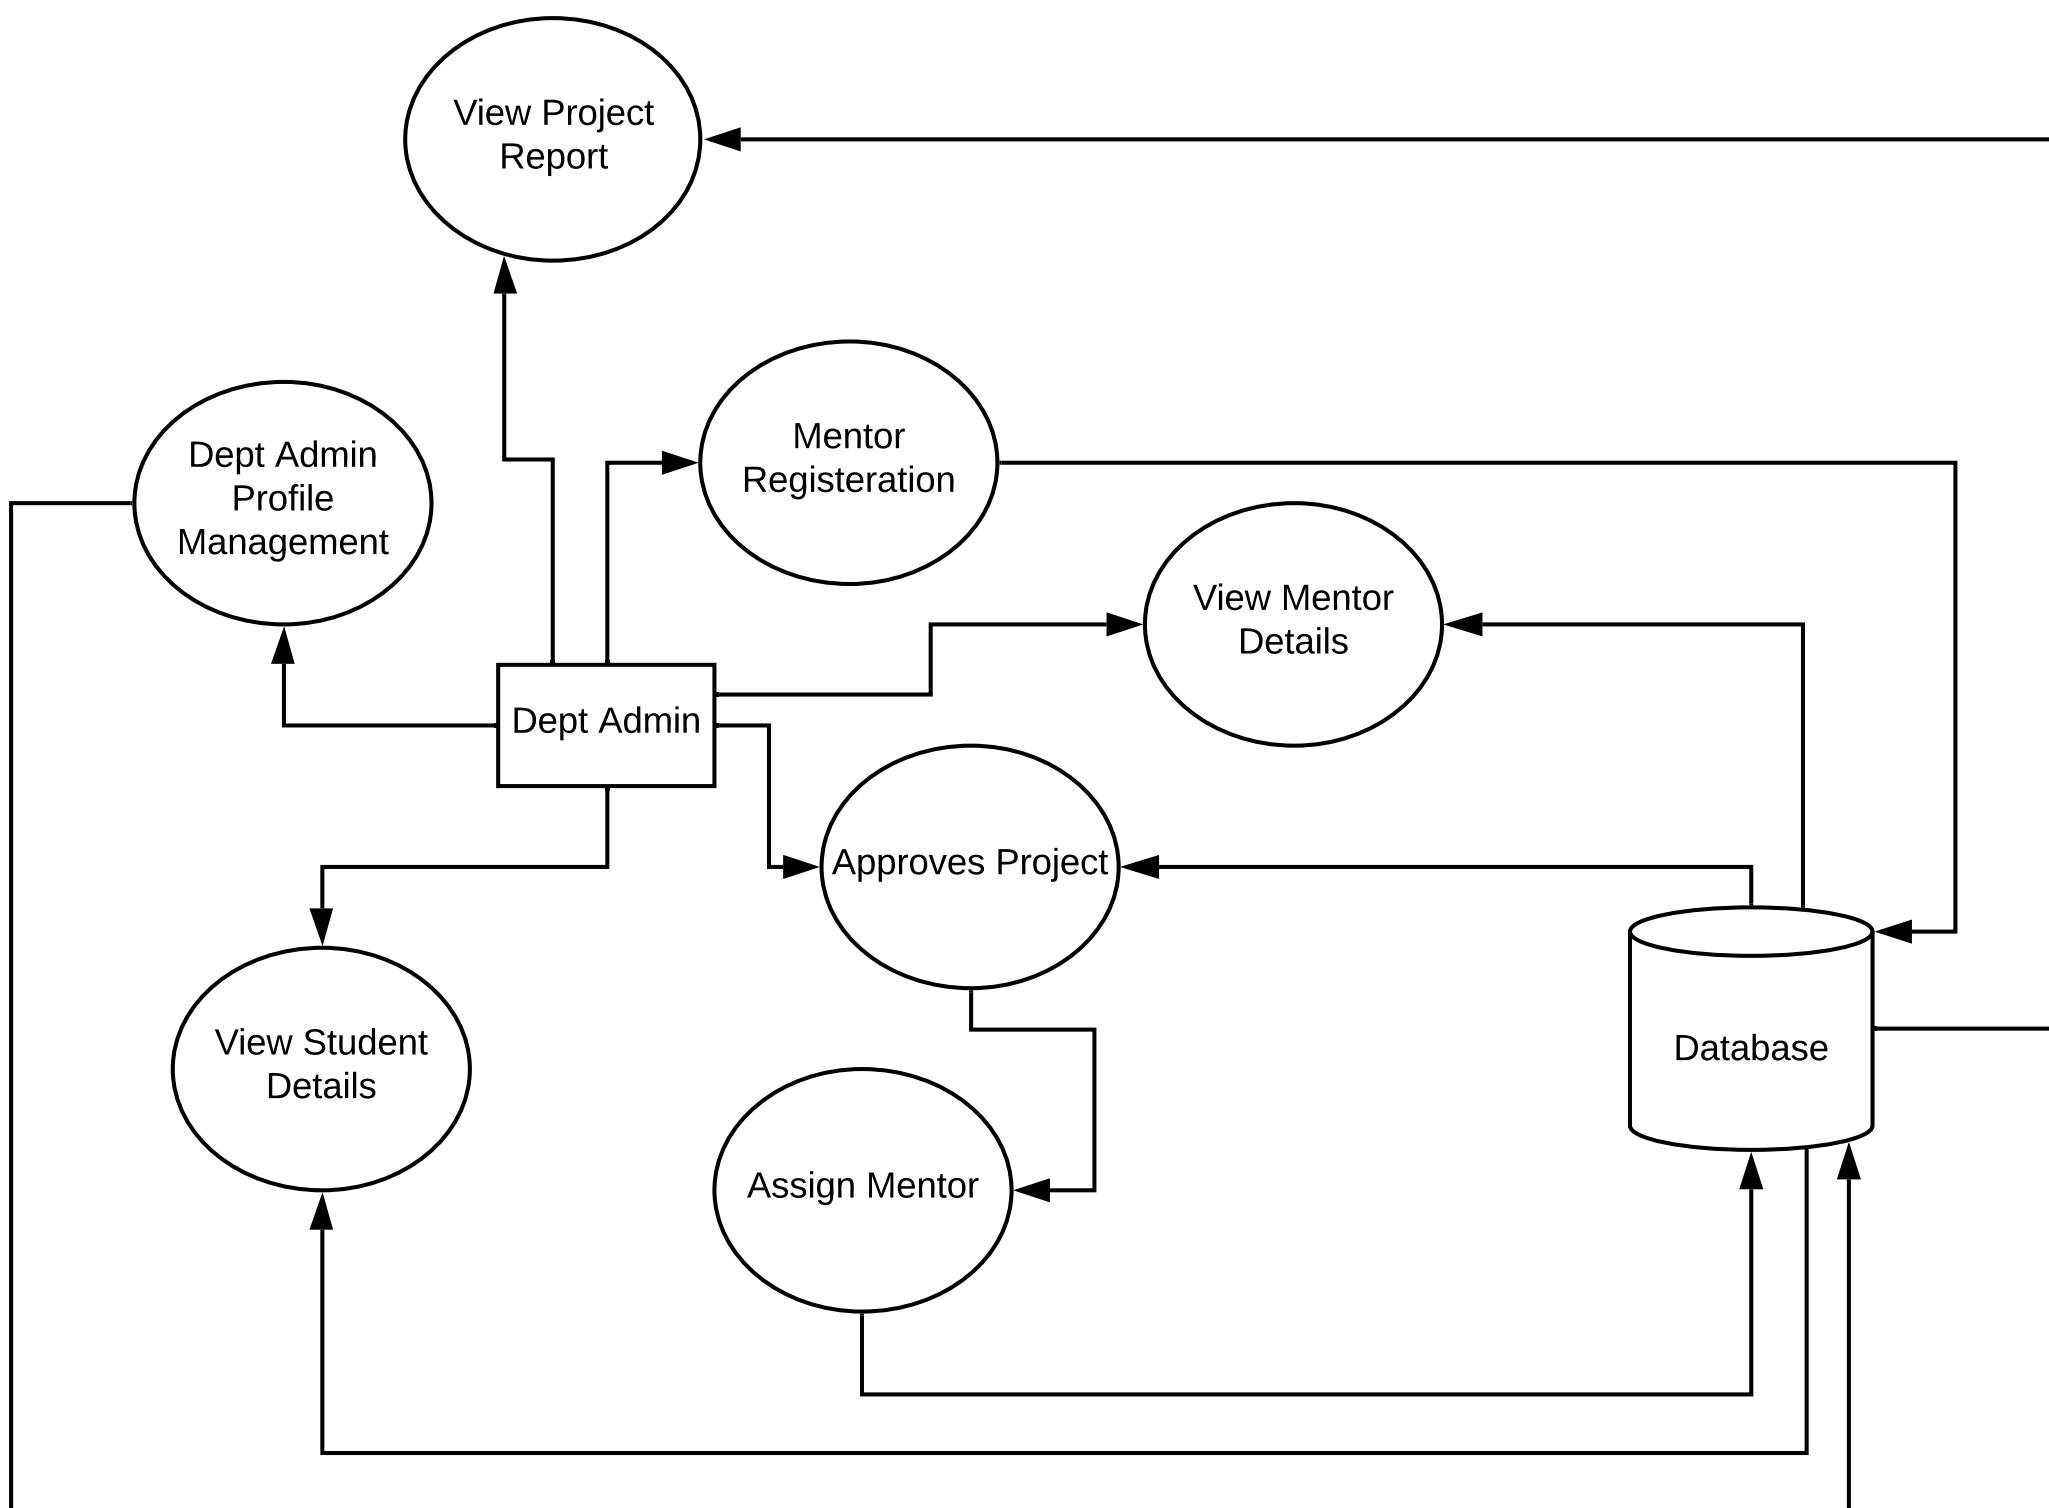 View Project
Report
Mentor
Registeration
Dept Admin
Profile
Management
View Mentor
Details
Dept Admin
Approves Project
View Student
Details
Database
Assign Mentor